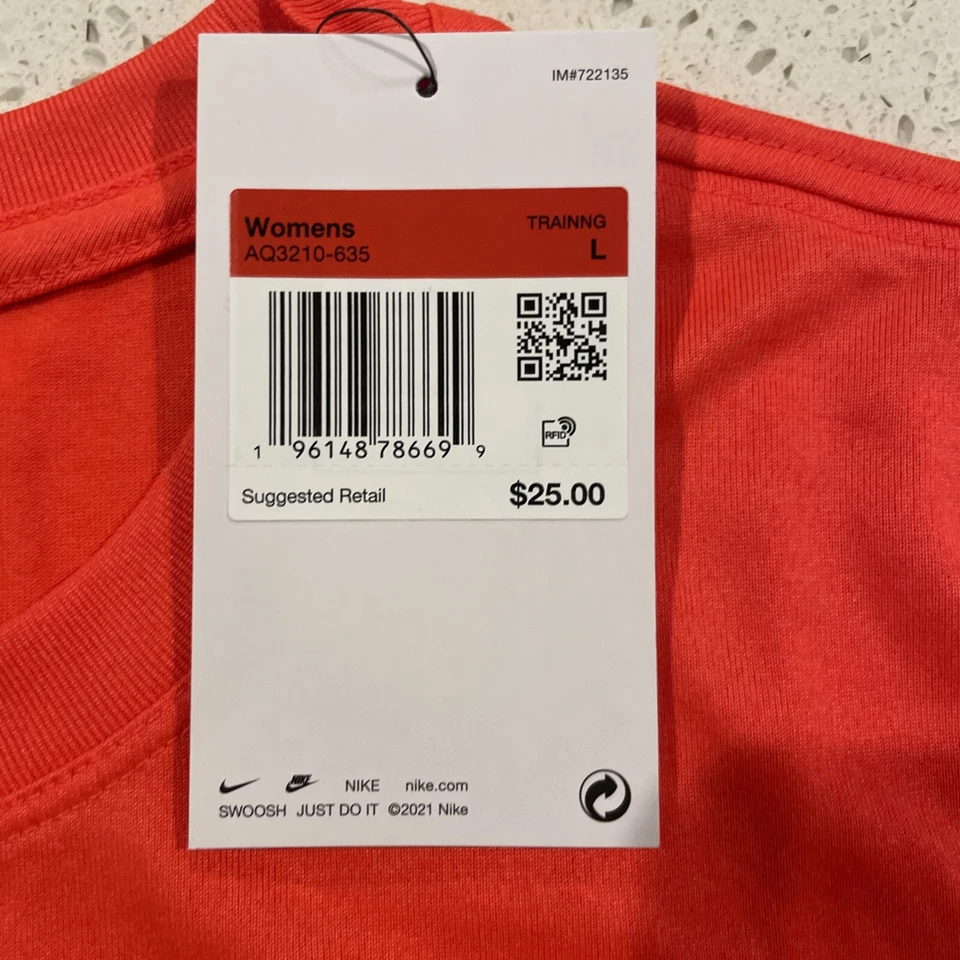 IM#722135
Womens TRAINNG
AQ3210-635 L
RFID
1 96148 78669 9
Suggested Retail $25.00
NIKE NIKE nike.com
SWOOSH JUST DO IT ©2021 Nike